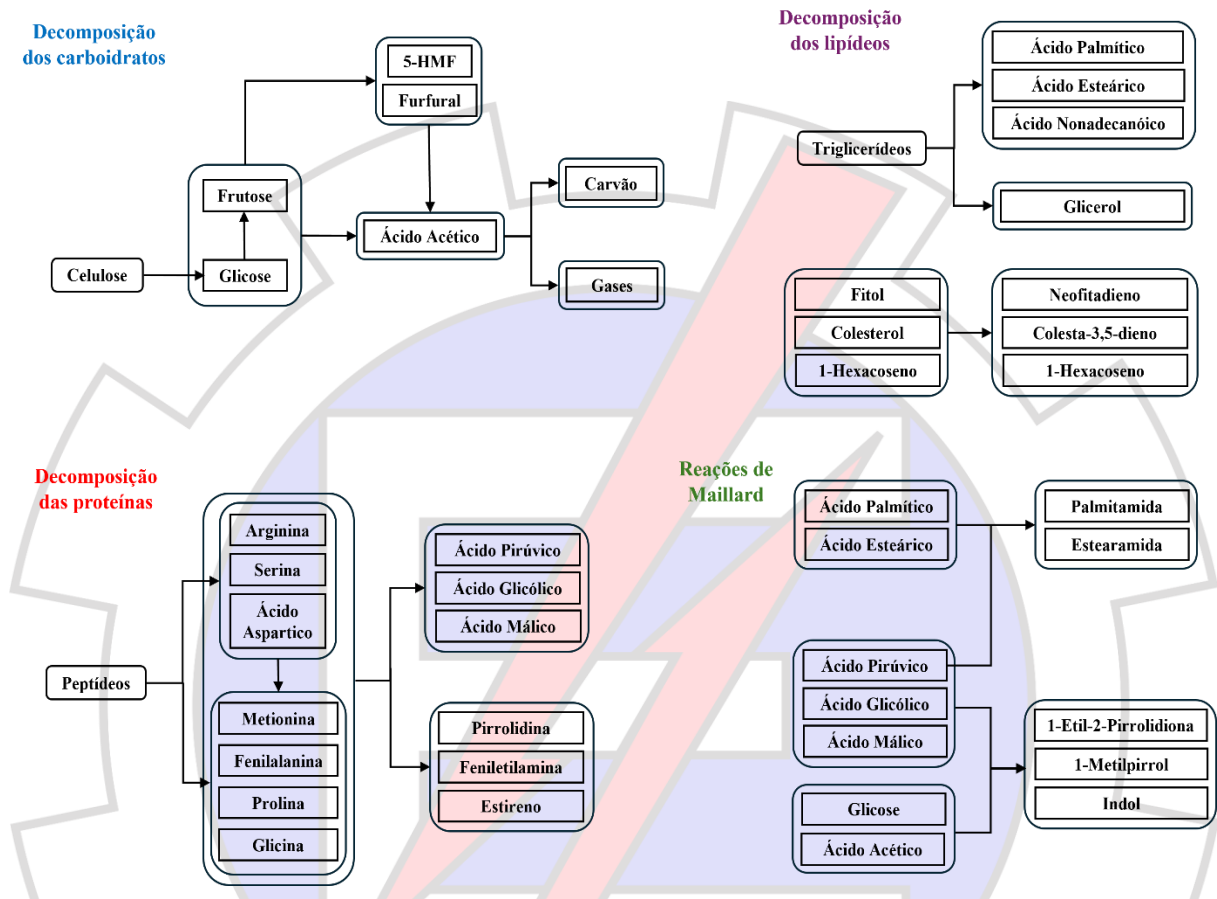 Decomposição
dos carboidratos
5-HMF
Furfural
Frutose
Ácido Acético
Carvão
Celulose
Glicose
Gases
Decomposição
dos lipídeos
Ácido Palmítico
Ácido Esteárico
Ácido Nonadecanóico
Triglicerídeos
Glicerol
Fitol
Colesterol
1-Hexacoseno
Neofitadieno
Colesta-3,5-dieno
1-Hexacoseno
Decomposição
das proteínas
Arginina
Serina
Ácido
Aspartico
Peptídeos
Metionina
Fenilalanina
Prolina
Glicina
Ácido Pirúvico
Ácido Glicólico
Ácido Málico
Pirrolidina
Feniletilamina
Estireno
Reações de
Maillard
Ácido Palmítico
Ácido Esteárico
Palmitamida
Estearamida
Ácido Pirúvico
Ácido Glicólico
Ácido Málico
Glicose
Ácido Acético
1-Etil-2-Pirrolidiona
1-Metilpirrol
Indol